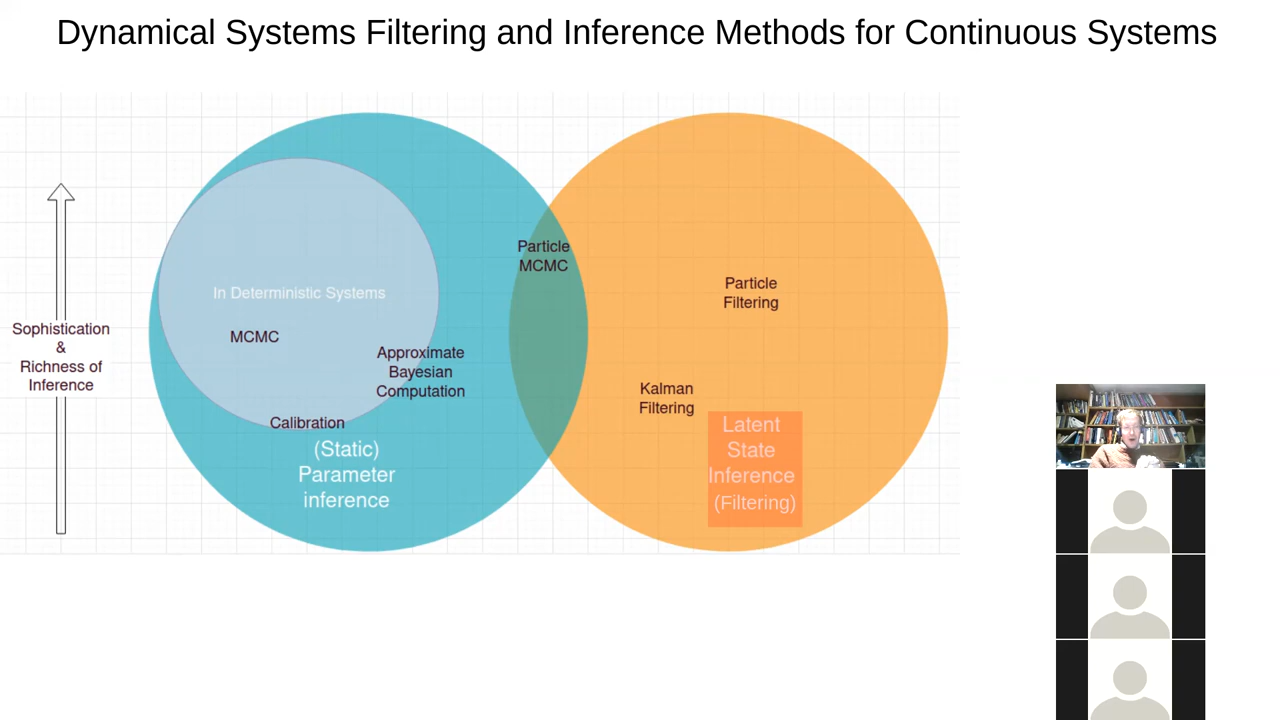 Dynamical Systems Filtering and Inference Methods for Continuous Systems
Sophistication
&
Richness of
Inference
In Deterministic Systems
MCMC
Approximate
Bayesian
Computation
Calibration
(Static)
Parameter
inference
Particle
MCMC
Particle
Filtering
Kalman
Filtering
Latent
State
Inference
(Filtering)